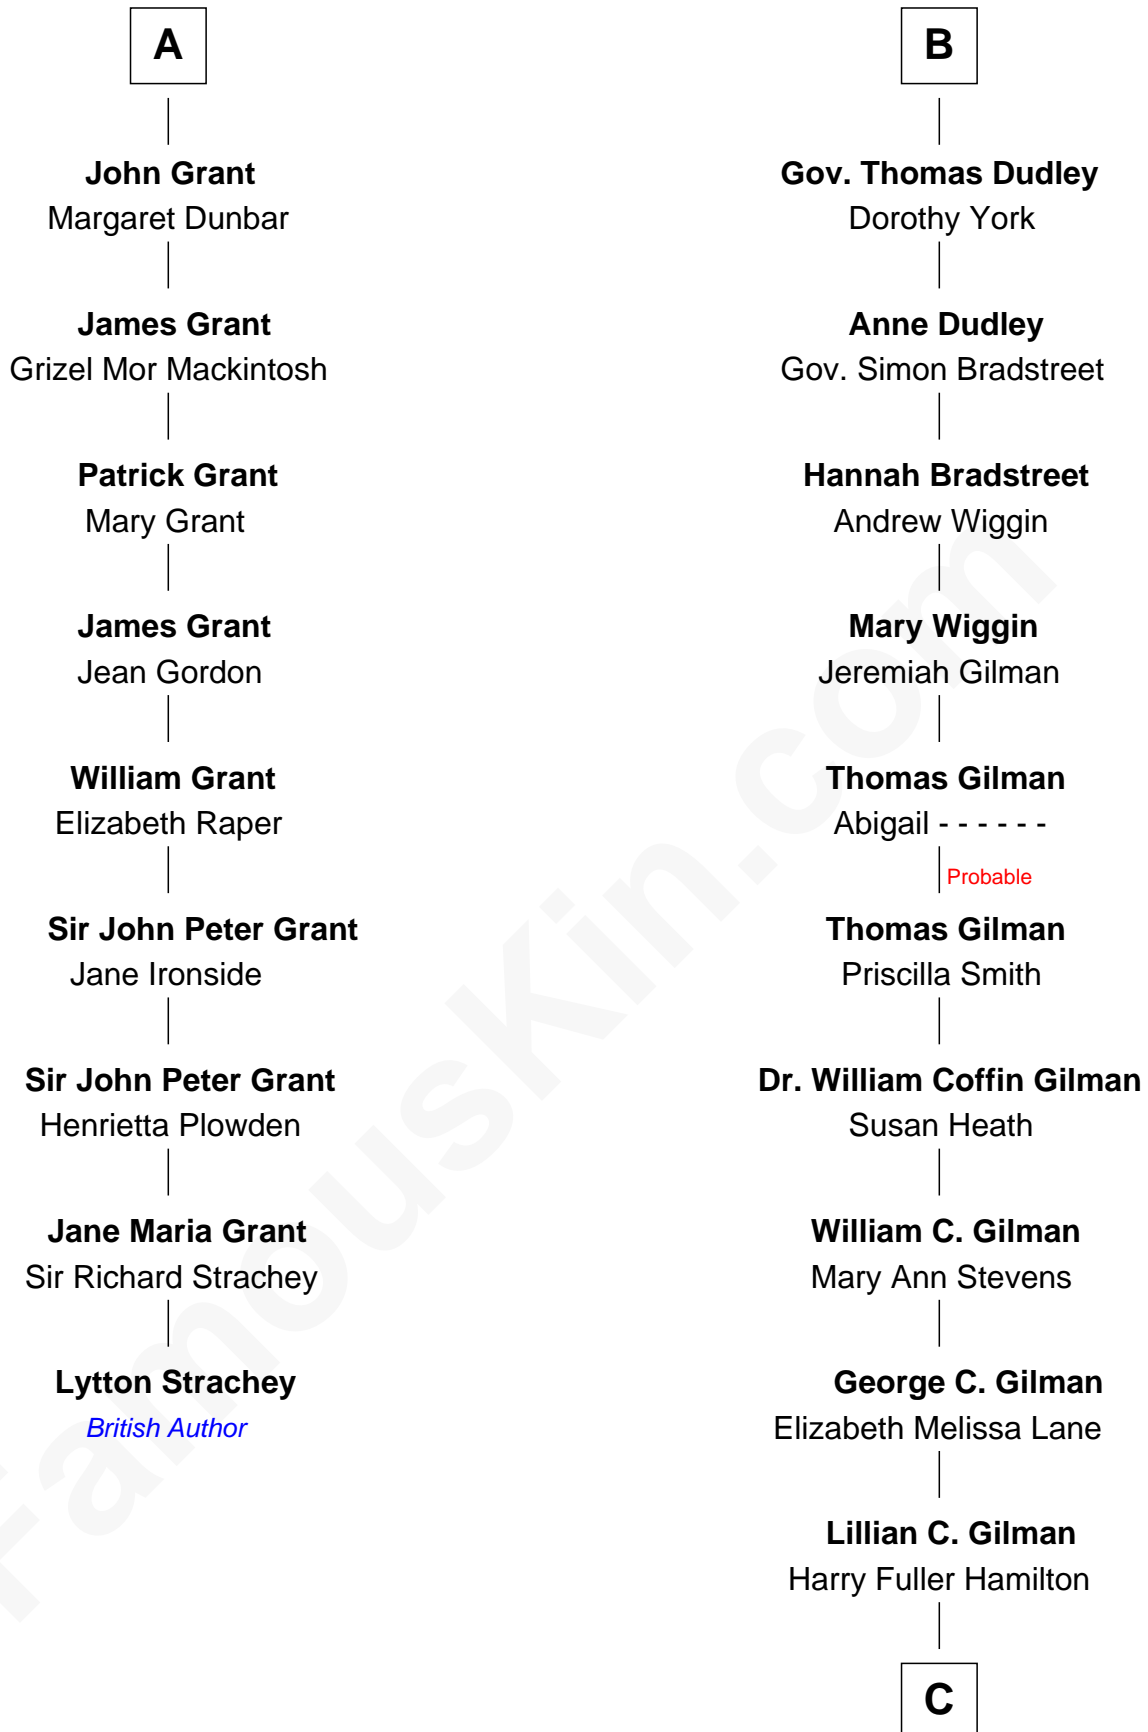 A
John Grant
Margaret Dunbar
James Grant
Grizel Mor Mackintosh
Patrick Grant
Mary Grant
James Grant
Jean Gordon
William Grant
Elizabeth Raper
Sir John Peter Grant
Jane Ironside
Sir John Peter Grant
Henrietta Plowden
Jane Maria Grant
Sir Richard Strachey
Lytton Strachey
British Author
B
Gov. Thomas Dudley
Dorothy York
Anne Dudley
Gov. Simon Bradstreet
Hannah Bradstreet
Andrew Wiggin
Mary Wiggin
Jeremiah Gilman
Thomas Gilman
Abigail - - - - - -
Probable
Thomas Gilman
Priscilla Smith
Dr. William Coffin Gilman
Susan Heath
William C. Gilman
Mary Ann Stevens
George C. Gilman
Elizabeth Melissa Lane
Lillian C. Gilman
Harry Fuller Hamilton
C
FamousKin.com